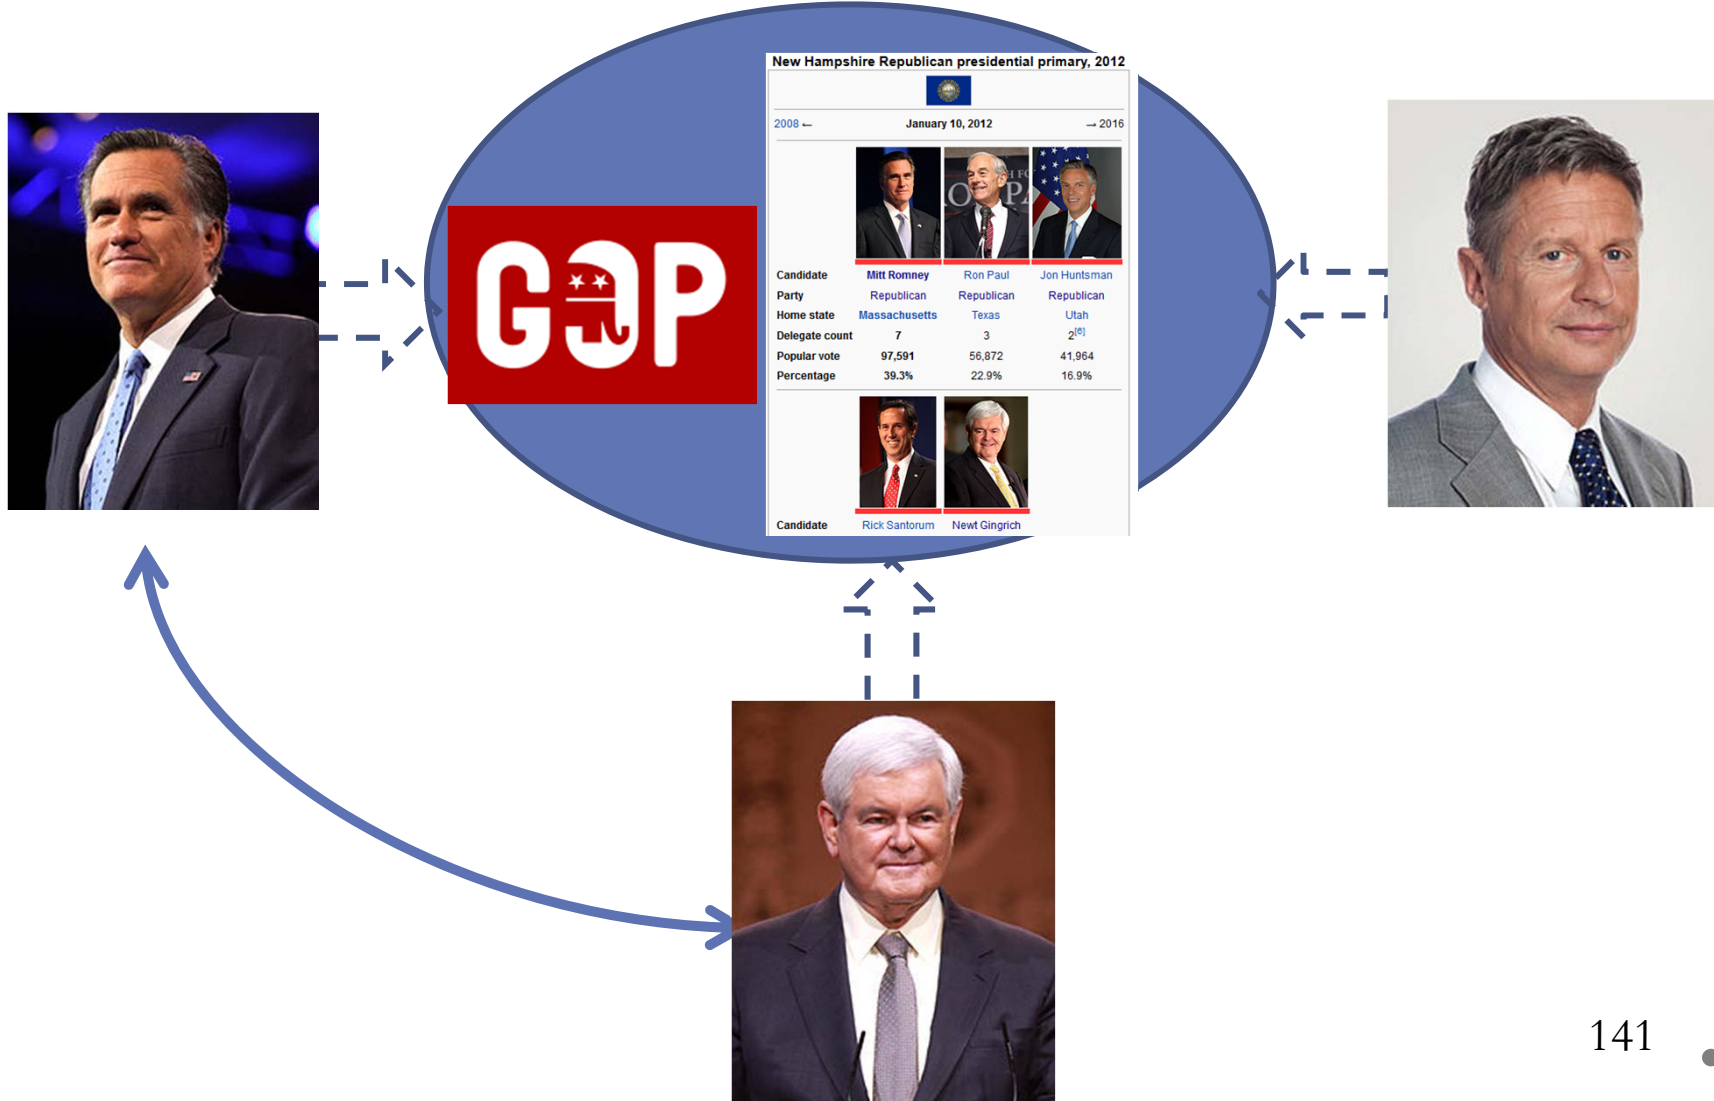 New Hampshire Republican presidential primary, 2012
2008 ← January 10, 2012 → 2016
GOP
Candidate Mitt Romney Ron Paul Jon Huntsman
Party Republican Republican Republican
Home state Massachusetts Texas Utah
Delegate count 7 3 2[6]
Popular vote 97,591 56,872 41,964
Percentage 39.3% 22.9% 16.9%
Candidate Rick Santorum Newt Gingrich
141